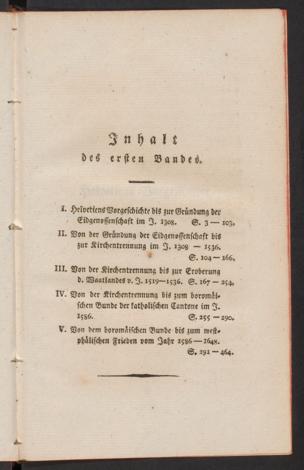 Inhalt
des ersten Bandes.
I. Helvetiens Vorgeschichte bis zur Gründung der
Eidgenossenschaft im J. 1308. S. 3 — 103.
II. Von der Gründung der Eidgenossenschaft bis
zur Kirchentrennung im J. 1308 — 1536.
S. 104 — 166.
III. Von der Kirchentrennung bis zur Eroberung
d. Waatlandes v. J. 1519—1536. S. 167 — 254.
IV. Von der Kirchentrennung bis zum boromäi-
schen Bunde der katholischen Cantone im J.
1586. S. 255 — 290.
V. Von dem boromäischen Bunde bis zum west-
phälischen Frieden vom Jahr 1586 — 1648.
S. 291 — 464.